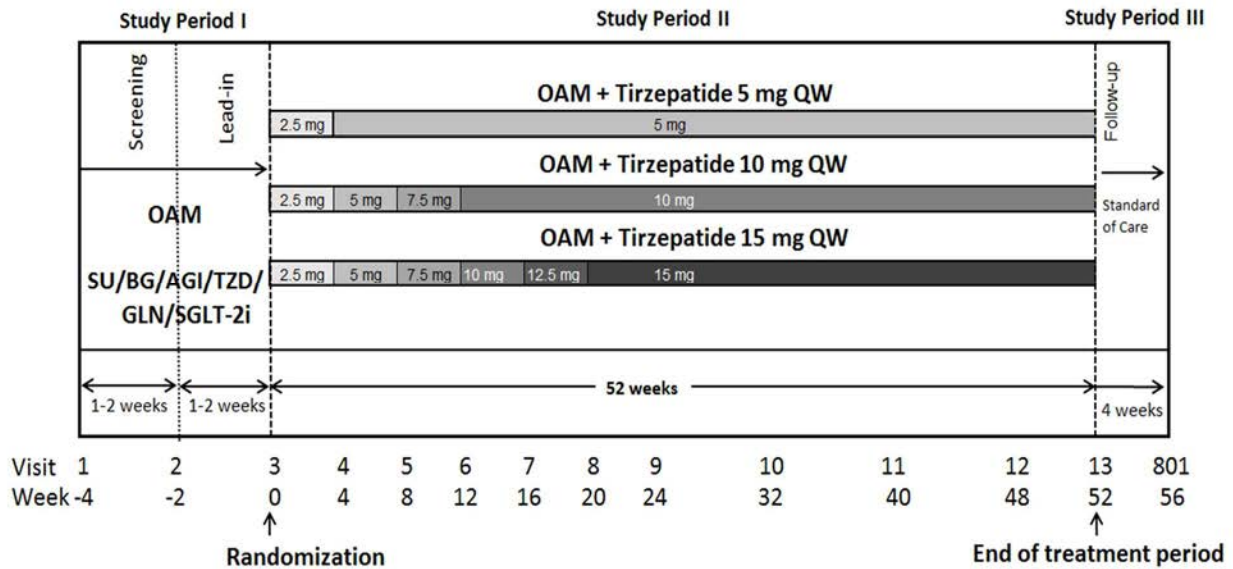 Study Period I Study Period II Study Period III
Screening
Lead-in
Follow-up
OAM + Tirzepatide 5 mg QW
2.5 mg 5 mg
OAM + Tirzepatide 10 mg QW
2.5 mg 5 mg 7.5 mg 10 mg
OAM
Standard
of Care
OAM + Tirzepatide 15 mg QW
2.5 mg 5 mg 7.5 mg 10 mg 12.5 mg 15 mg
SU/BG/AGI/TZD/
GLN/SGLT-2i
1-2 weeks 1-2 weeks 52 weeks 4 weeks
Visit 1 2 3 4 5 6 7 8 9 10 11 12 13 801
Week -4 -2 0 4 8 12 16 20 24 32 40 48 52 56
Randomization End of treatment period